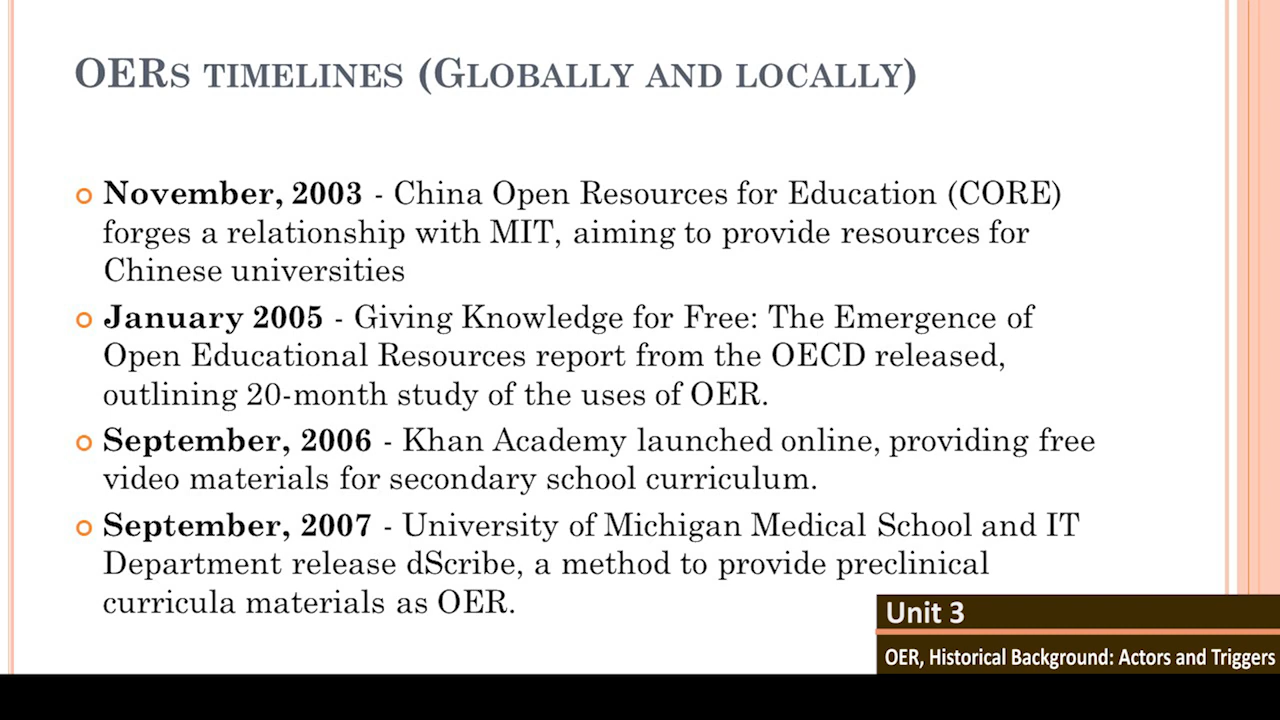 OERs timelines (Globally and locally)
November, 2003 - China Open Resources for Education (CORE)
forges a relationship with MIT, aiming to provide resources for
Chinese universities
January 2005 - Giving Knowledge for Free: The Emergence of
Open Educational Resources report from the OECD released,
outlining 20-month study of the uses of OER.
September, 2006 - Khan Academy launched online, providing free
video materials for secondary school curriculum.
September, 2007 - University of Michigan Medical School and IT
Department release dScribe, a method to provide preclinical
curricula materials as OER.
Unit 3
OER, Historical Background: Actors and Triggers